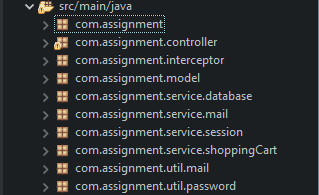 src/main/java
com.assignment
com.assignment.controller
com.assignment.interceptor
com.assignment.model
com.assignment.service.database
com.assignment.service.mail
com.assignment.service.session
com.assignment.service.shoppingCart
com.assignment.util.mail
com.assignment.util.password